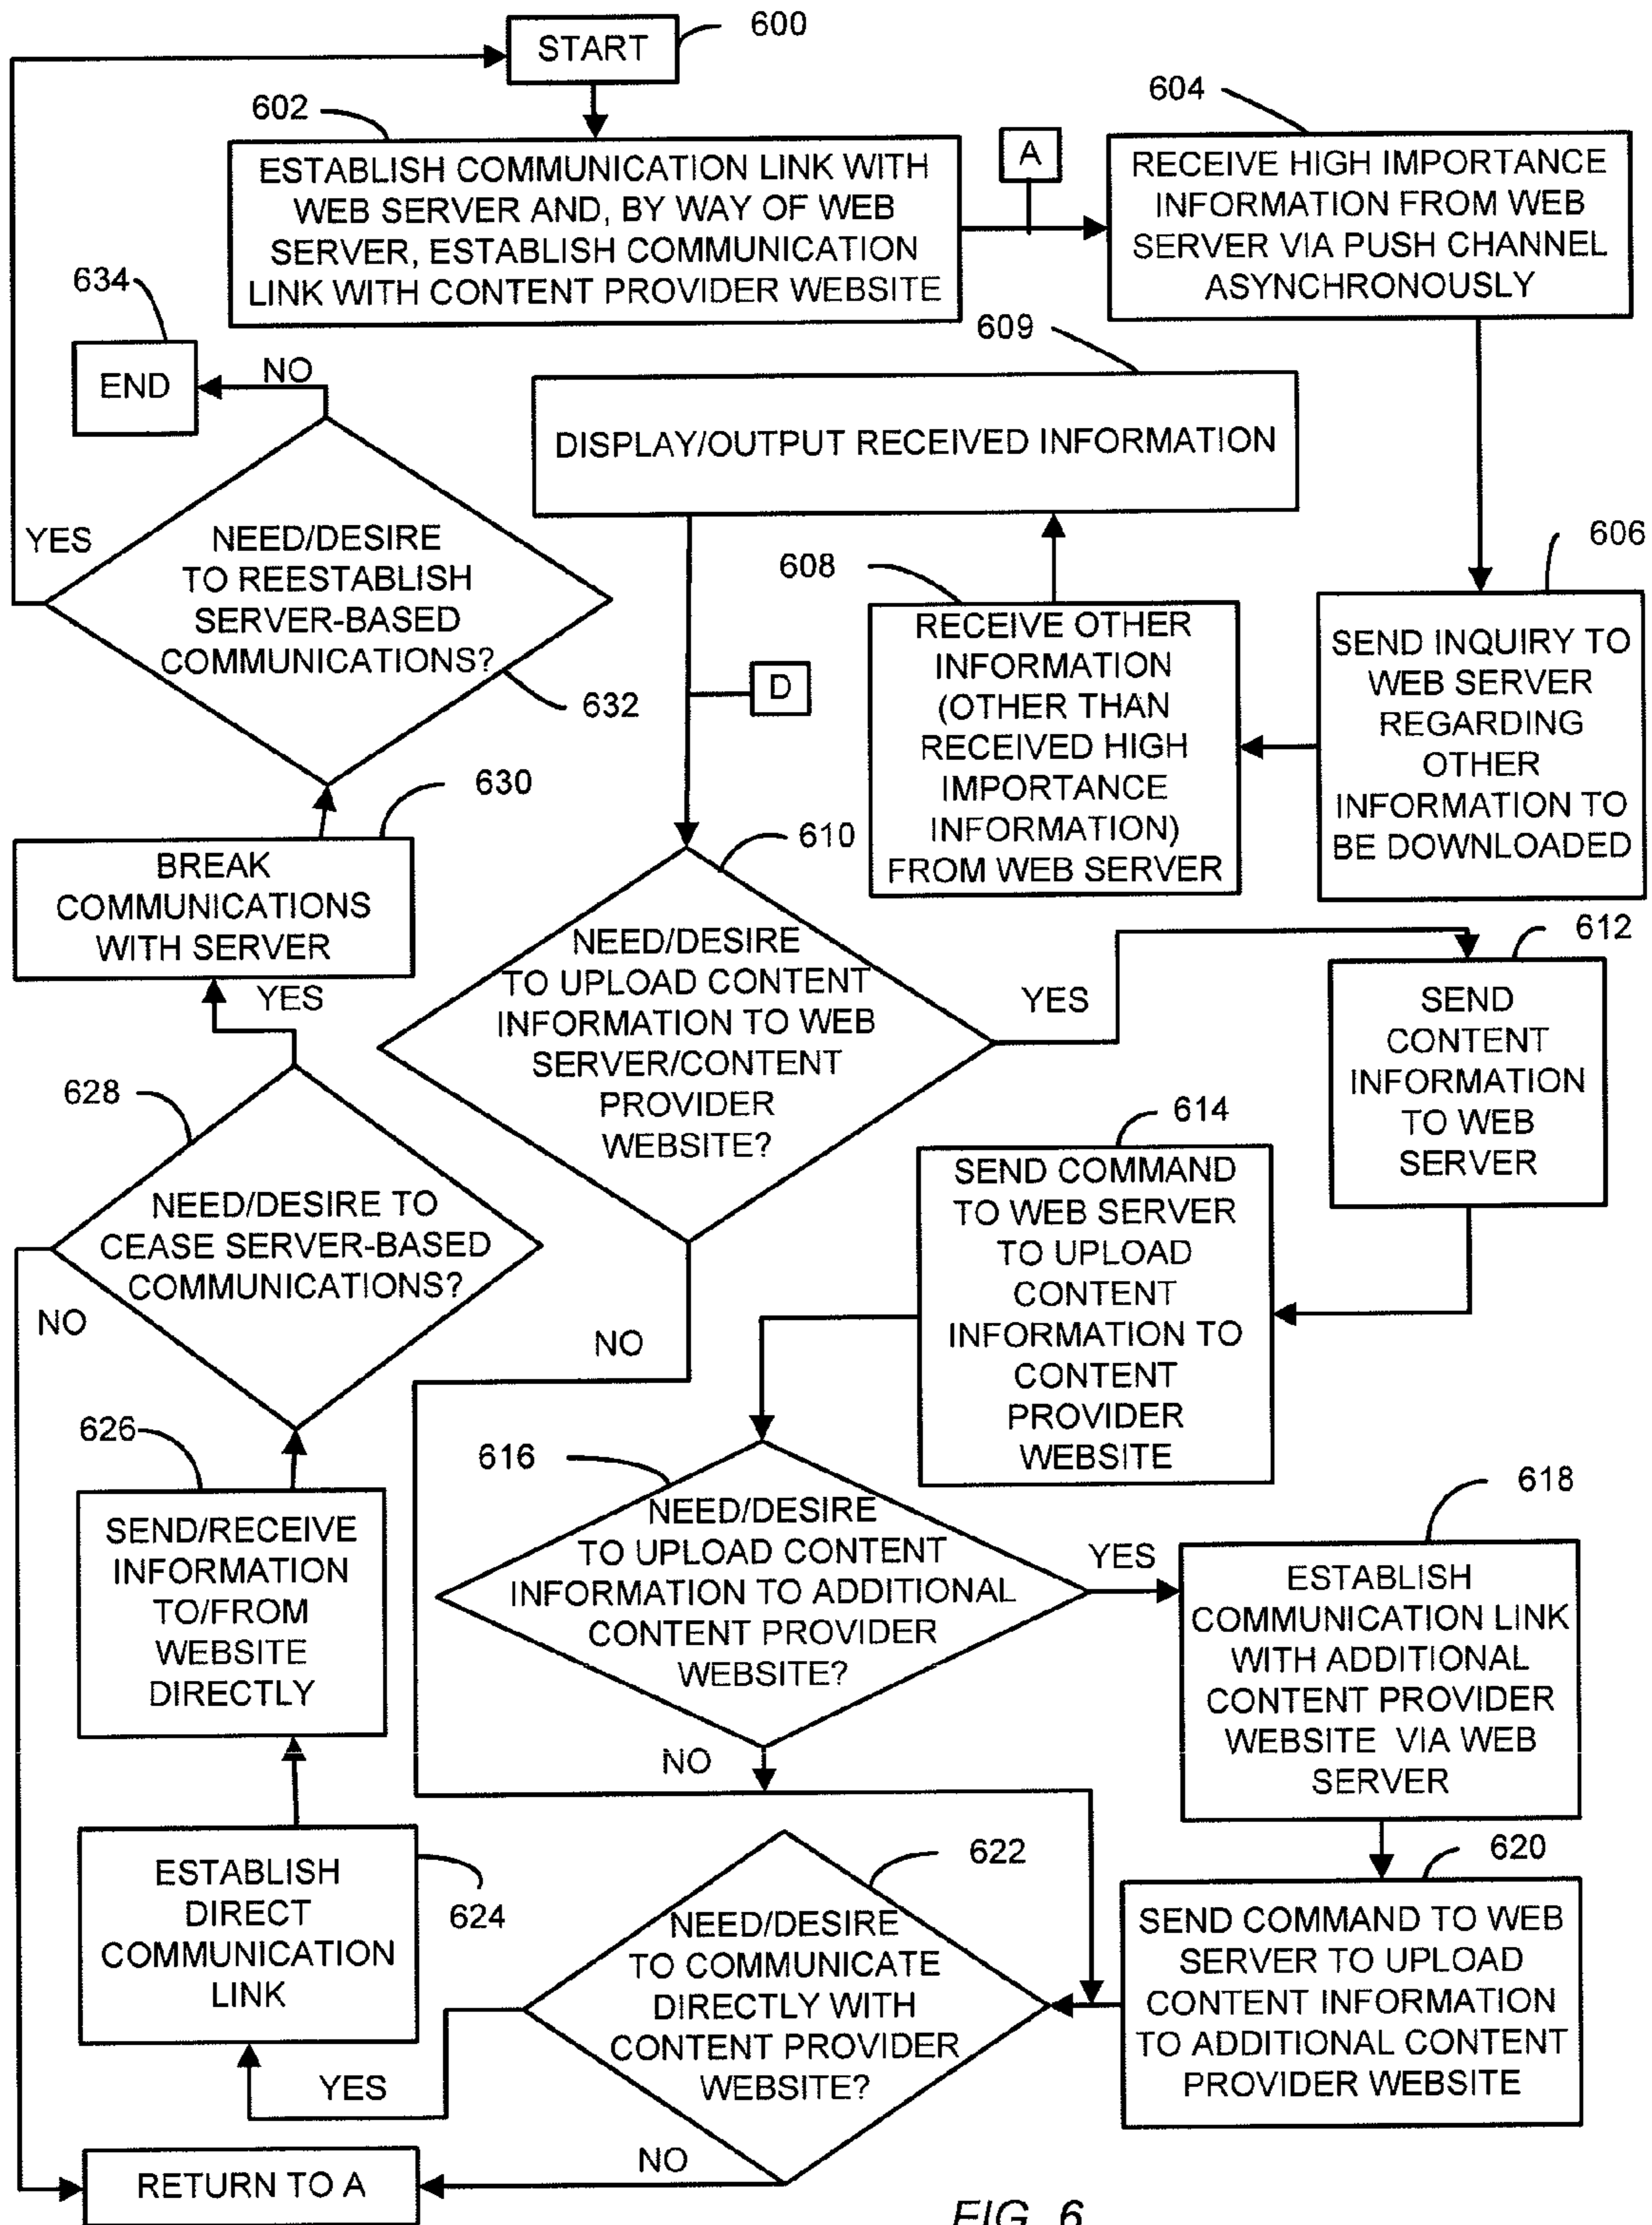 START
600
602
ESTABLISH COMMUNICATION LINK WITH
WEB SERVER AND, BY WAY OF WEB
SERVER, ESTABLISH COMMUNICATION
LINK WITH CONTENT PROVIDER WEBSITE
A
604
RECEIVE HIGH IMPORTANCE
INFORMATION FROM WEB
SERVER VIA PUSH CHANNEL
ASYNCHRONOUSLY
634
END
NO
609
DISPLAY/OUTPUT RECEIVED INFORMATION
YES
NEED/DESIRE
TO REESTABLISH
SERVER-BASED
COMMUNICATIONS?
632
D
608
RECEIVE OTHER
INFORMATION
(OTHER THAN
RECEIVED HIGH
IMPORTANCE
INFORMATION)
FROM WEB SERVER
606
SEND INQUIRY TO
WEB SERVER
REGARDING
OTHER
INFORMATION TO
BE DOWNLOADED
630
BREAK
COMMUNICATIONS
WITH SERVER
YES
610
NEED/DESIRE
TO UPLOAD CONTENT
INFORMATION TO WEB
SERVER/CONTENT
PROVIDER
WEBSITE?
YES
612
SEND
CONTENT
INFORMATION
TO WEB
SERVER
628
NEED/DESIRE TO
CEASE SERVER-BASED
COMMUNICATIONS?
NO
NO
614
SEND COMMAND
TO WEB SERVER
TO UPLOAD
CONTENT
INFORMATION TO
CONTENT
PROVIDER
WEBSITE
626
SEND/RECEIVE
INFORMATION
TO/FROM
WEBSITE
DIRECTLY
616
NEED/DESIRE
TO UPLOAD CONTENT
INFORMATION TO ADDITIONAL
CONTENT PROVIDER
WEBSITE?
YES
NO
618
ESTABLISH
COMMUNICATION LINK
WITH ADDITIONAL
CONTENT PROVIDER
WEBSITE VIA WEB
SERVER
ESTABLISH
DIRECT
COMMUNICATION
LINK
624
622
NEED/DESIRE
TO COMMUNICATE
DIRECTLY WITH
CONTENT PROVIDER
WEBSITE?
620
SEND COMMAND TO WEB
SERVER TO UPLOAD
CONTENT INFORMATION
TO ADDITIONAL CONTENT
PROVIDER WEBSITE
YES
NO
RETURN TO A
FIG. 6